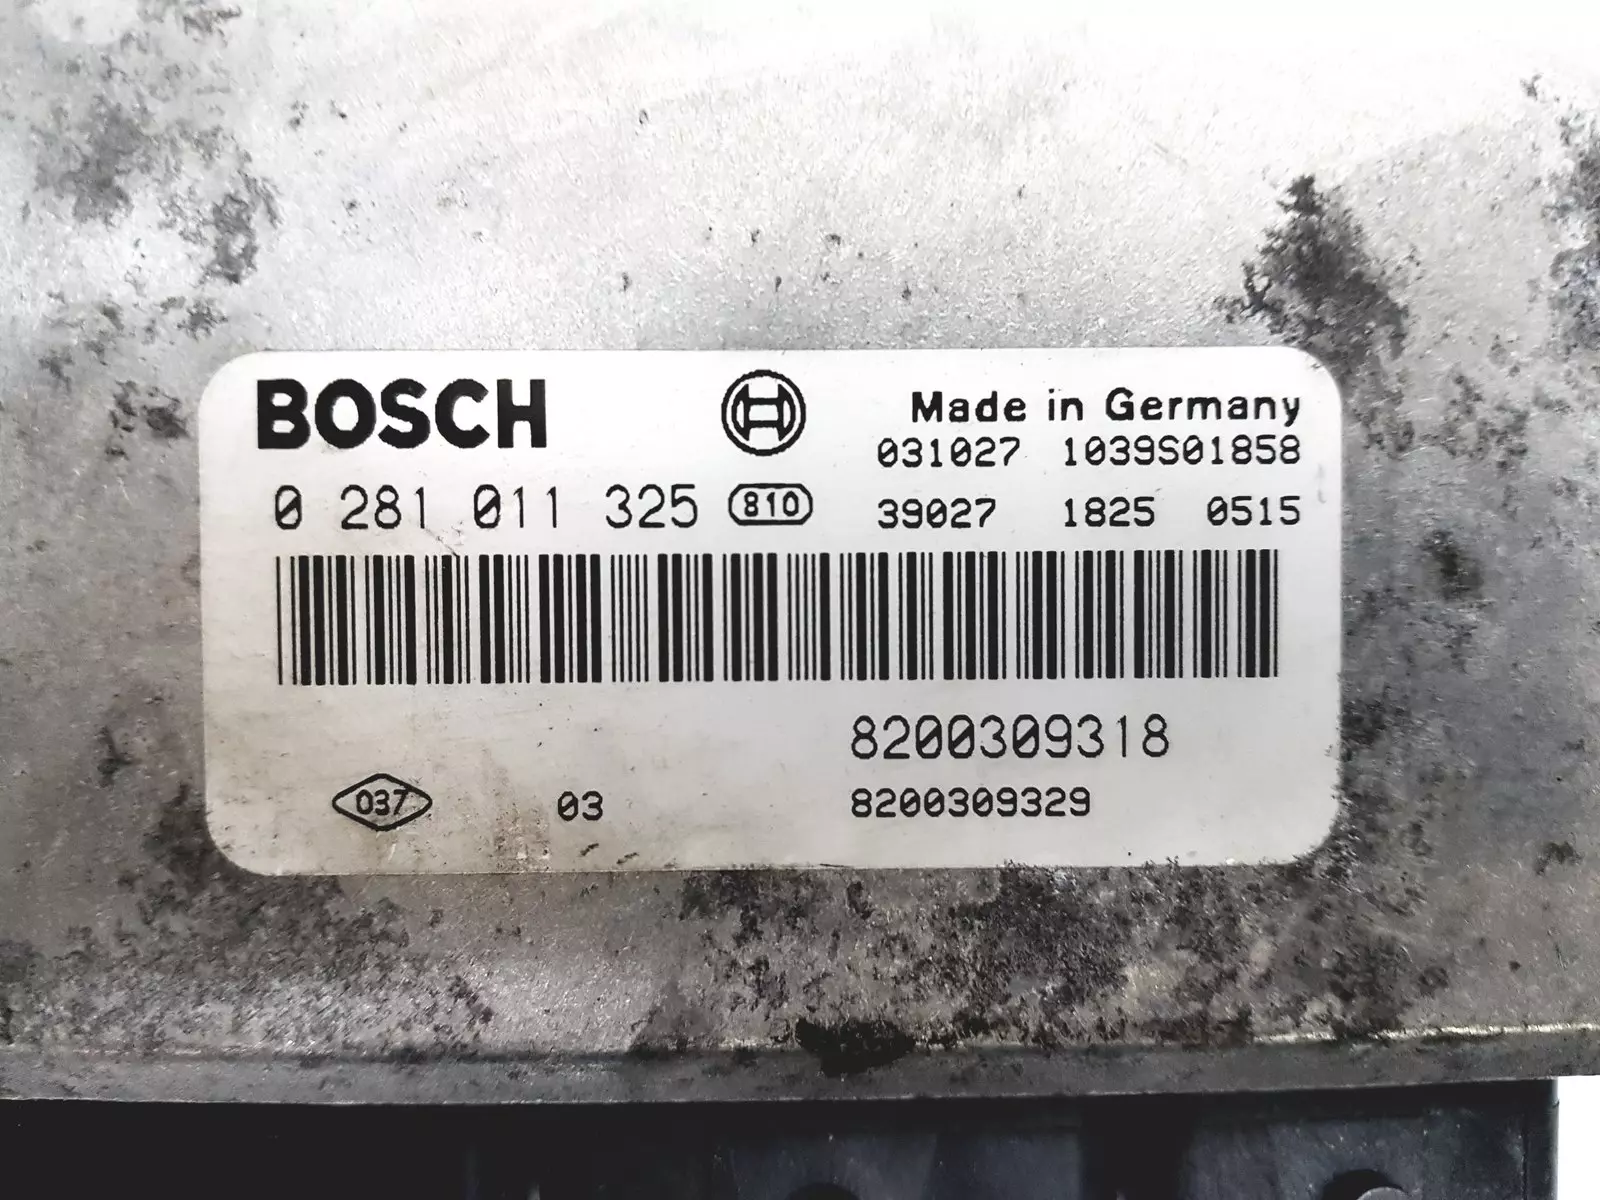 BOSCH
Made in Germany
031027 1039S01858
0 281 011 325 810 39027 1825 0515
8200309318
037 03 8200309329